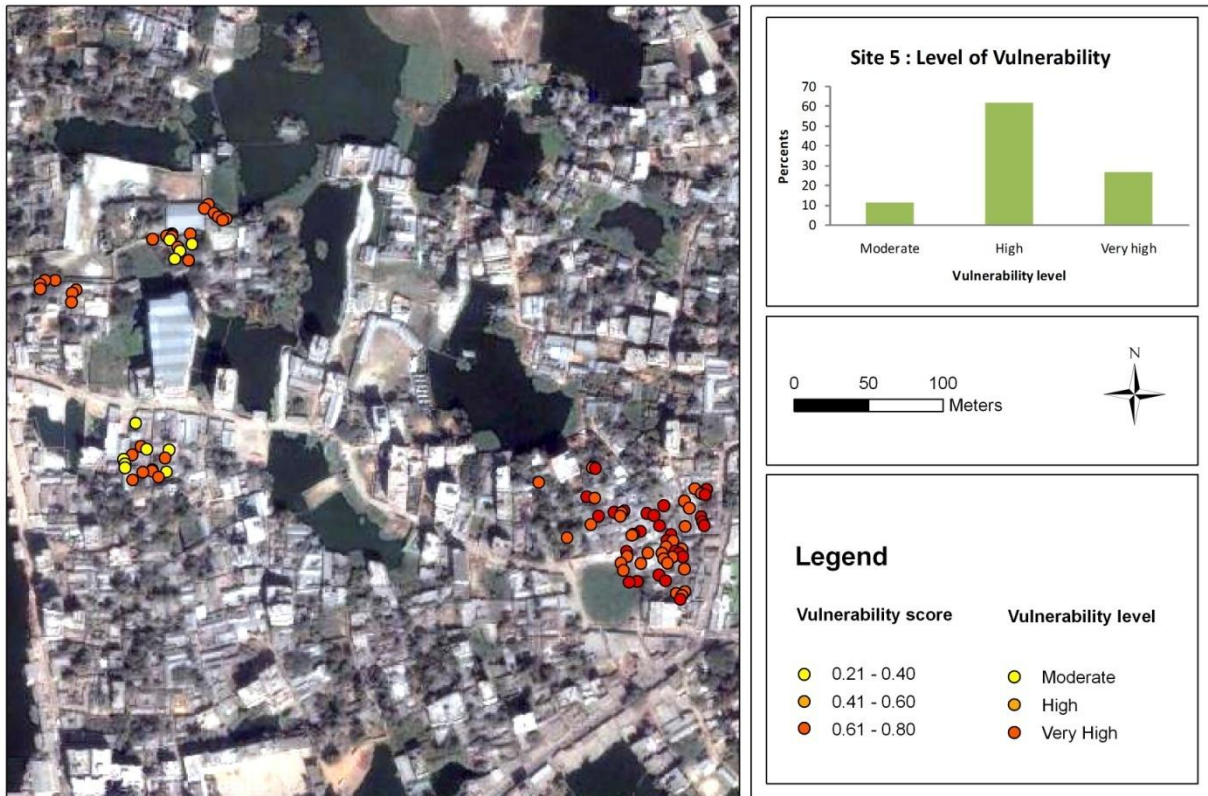 Site 5 : Level of Vulnerability
70
60
50
40
30
20
10
0
Percents
Moderate High Very high
Vulnerability level
0 50 100
Meters
N
Legend
Vulnerability score Vulnerability level
0.21 - 0.40 Moderate
0.41 - 0.60 High
0.61 - 0.80 Very High